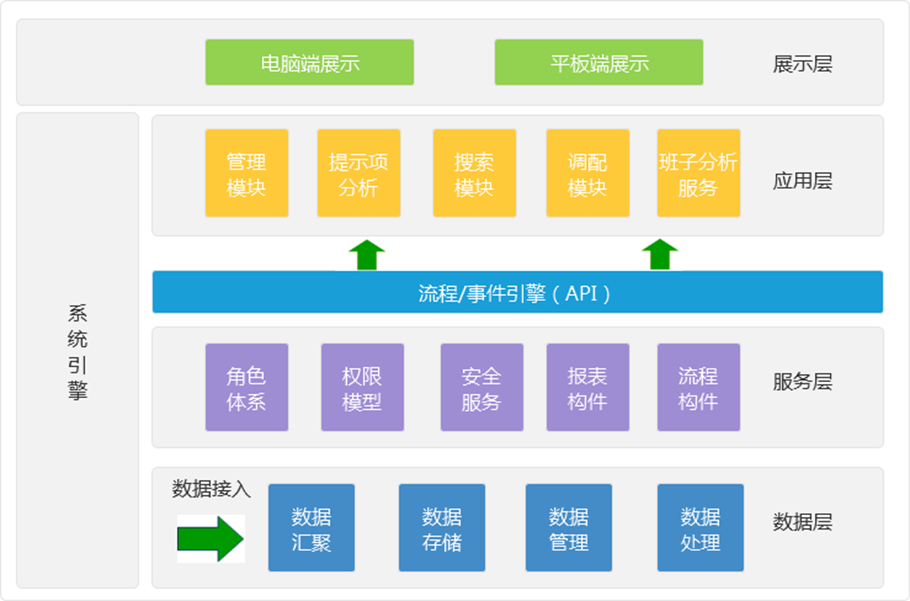 电脑端展示
平板端展示
展示层
系
统
引
擎
管理
模块
提示项
分析
搜索
模块
调配
模块
班子分析
服务
应用层
流程/事件引擎（API）
角色
体系
权限
模型
安全
服务
报表
构件
流程
构件
服务层
数据接入
数据
汇聚
数据
存储
数据
管理
数据
处理
数据层